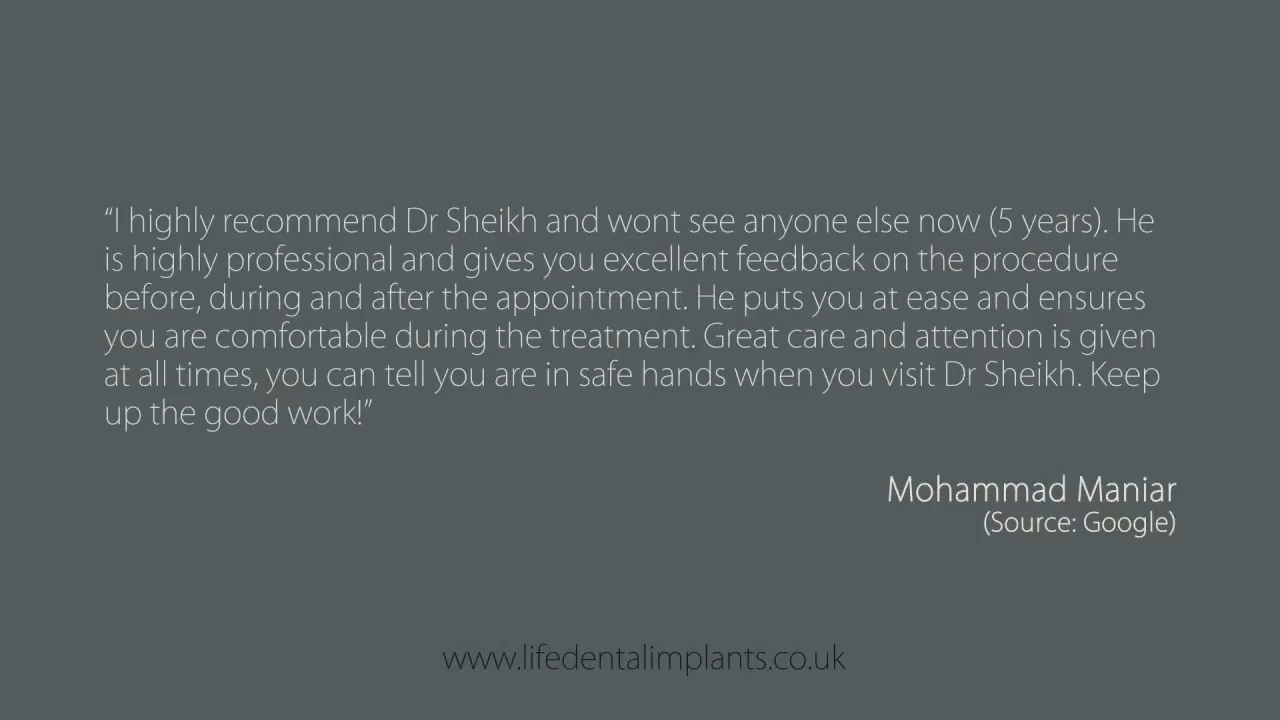 “I highly recommend Dr Sheikh and wont see anyone else now (5 years). He
is highly professional and gives you excellent feedback on the procedure
before, during and after the appointment. He puts you at ease and ensures
you are comfortable during the treatment. Great care and attention is given
at all times, you can tell you are in safe hands when you visit Dr Sheikh. Keep
up the good work!”
Mohammad Maniar
(Source: Google)
www.lifedentalimplants.co.uk